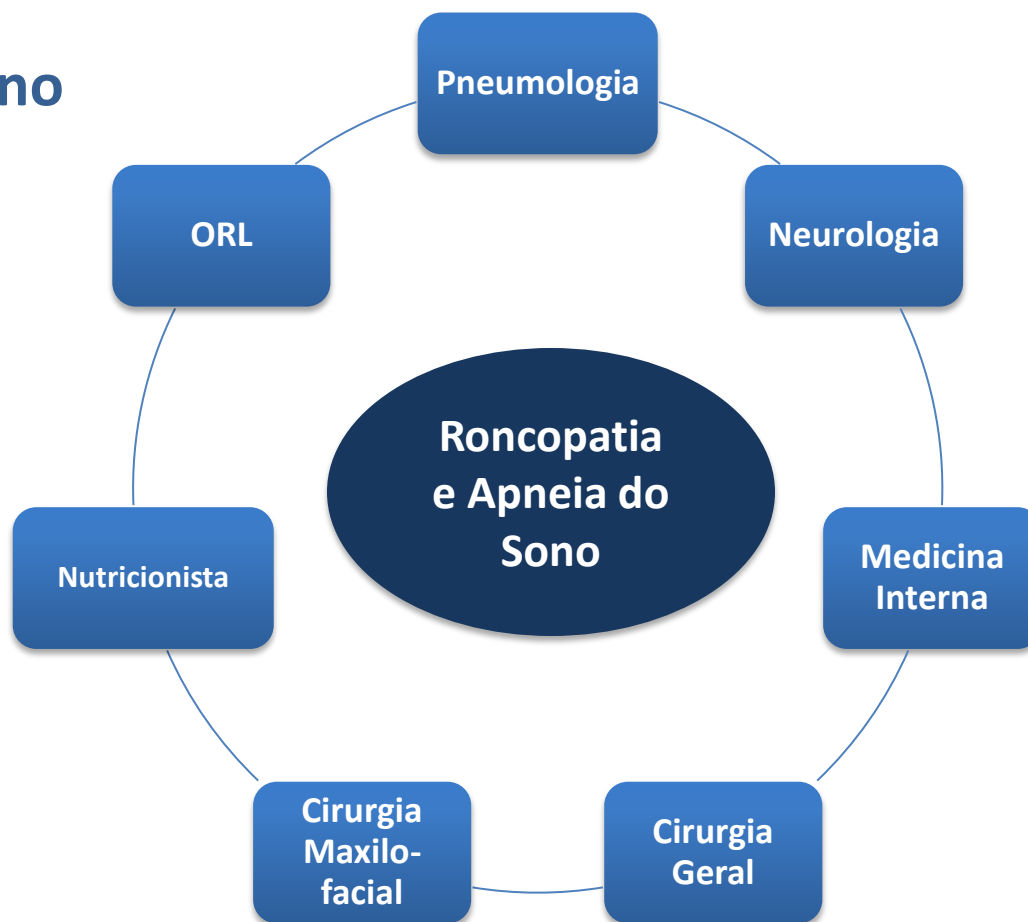 no
Pneumologia
ORL
Neurologia
Roncopatia
e Apneia do
Sono
Nutricionista
Medicina
Interna
Cirurgia
Maxilo-
facial
Cirurgia
Geral